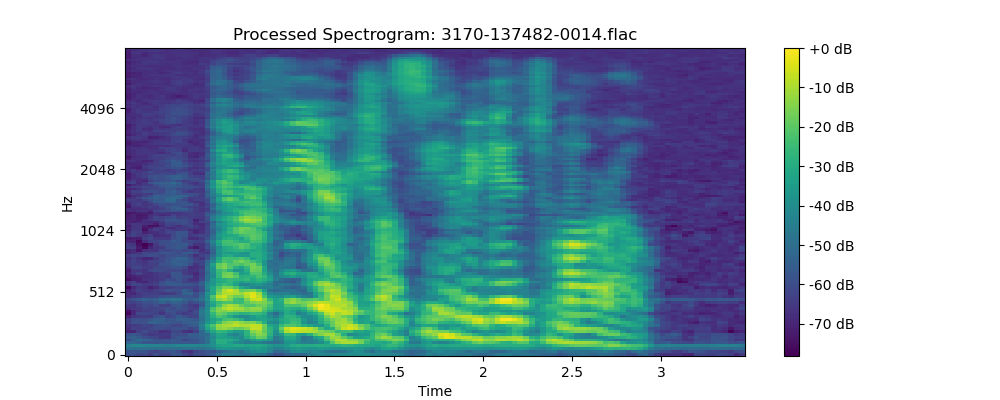 Processed Spectrogram: 3170-137482-0014.flac
Hz
4096
2048
1024
512
0
0 0.5 1 1.5 2 2.5 3
Time
+0 dB
-10 dB
-20 dB
-30 dB
-40 dB
-50 dB
-60 dB
-70 dB